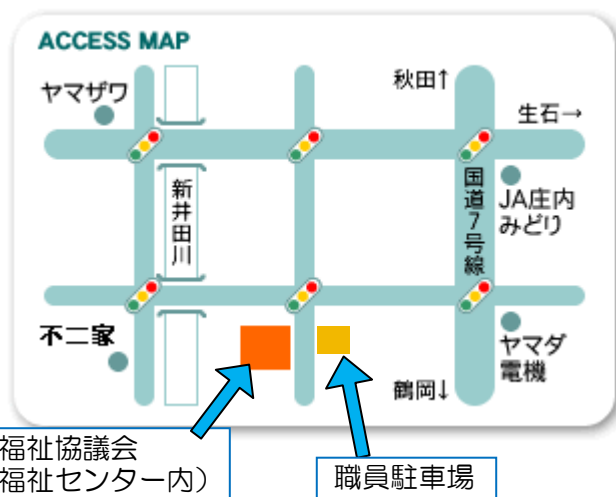 ACCESS MAP
ヤマザワ
秋田↑
生石→
新井田川
国道7号線
JA庄内
みどり
不二家
ヤマダ
電機
鶴岡↓
福祉協議会
福祉センター内）
職員駐車場